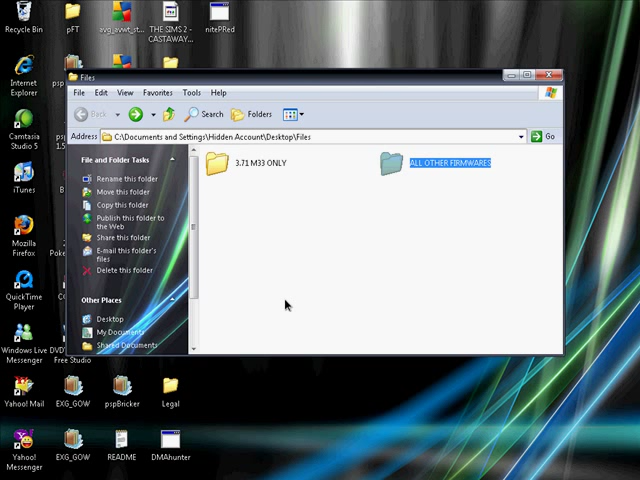 Recycle Bin
pFT
avg_avwt_st...
THE SIMS 2 -
CASTAWAY...
nitePRed
Internet
Explorer
Camtasia
Studio 5
iTunes
Mozilla
Firefox
QuickTime
Player
Windows Live
Messenger
Free Studio
Yahoo! Mail
EXG_GOW
pspBricker
Legal
Yahoo!
Messenger
EXG_GOW
README
DMAhunter
Files
File Edit View Favorites Tools Help
Back
Search
Folders
Address
C:\Documents and Settings\Hidden Account\Desktop\Files
Go
File and Folder Tasks
Rename this folder
Move this folder
Copy this folder
Publish this folder to
the Web
Share this folder
E-mail this folder's
files
Delete this folder
Other Places
Desktop
My Documents
Shared Documents
3.71 M33 ONLY
ALL OTHER FIRMWARES